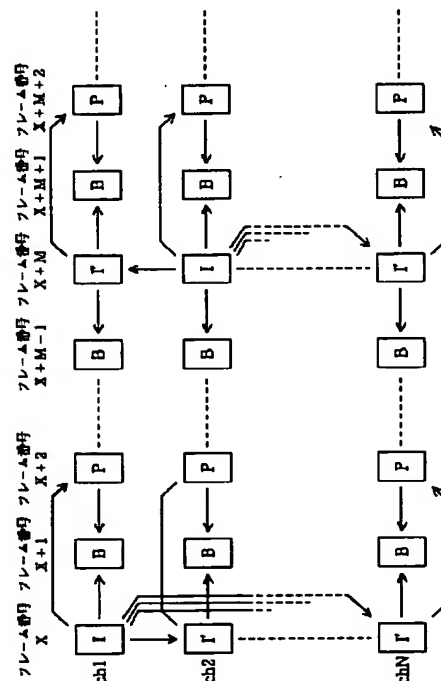 フレーム番号 フレーム番号 フレーム番号 フレーム番号 フレーム番号 フレーム番号 フレーム番号
X X+1 X+2 X+M-1 X+M X+M+1 X+M+2
ch1 I B P B I' B P
ch2 I' B P B I B P
chN I' B P B I' B P